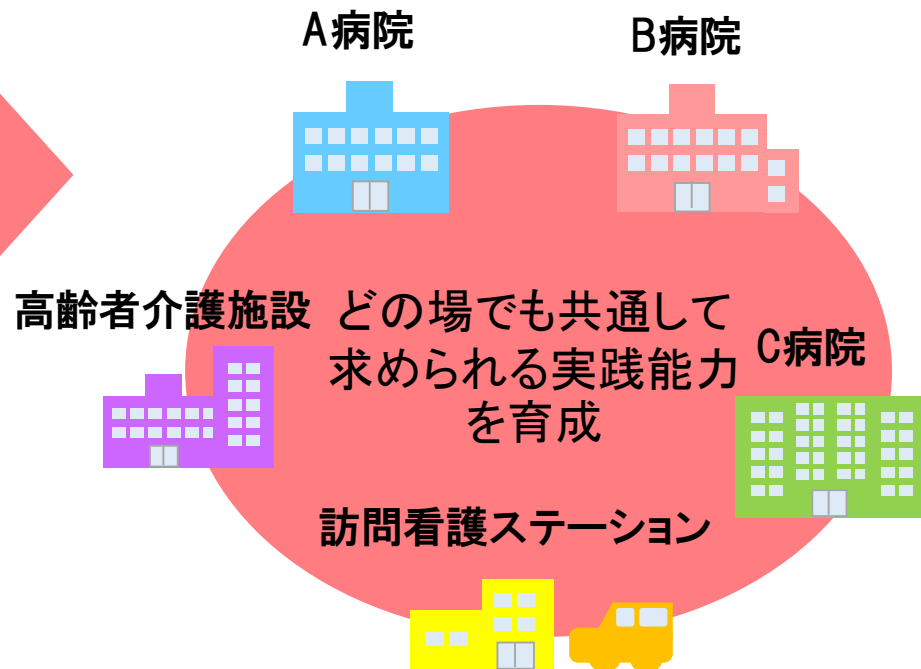 A病院
B病院
高齢者介護施設
どの場でも共通して
求められる実践能力
を育成
C病院
訪問看護ステーション